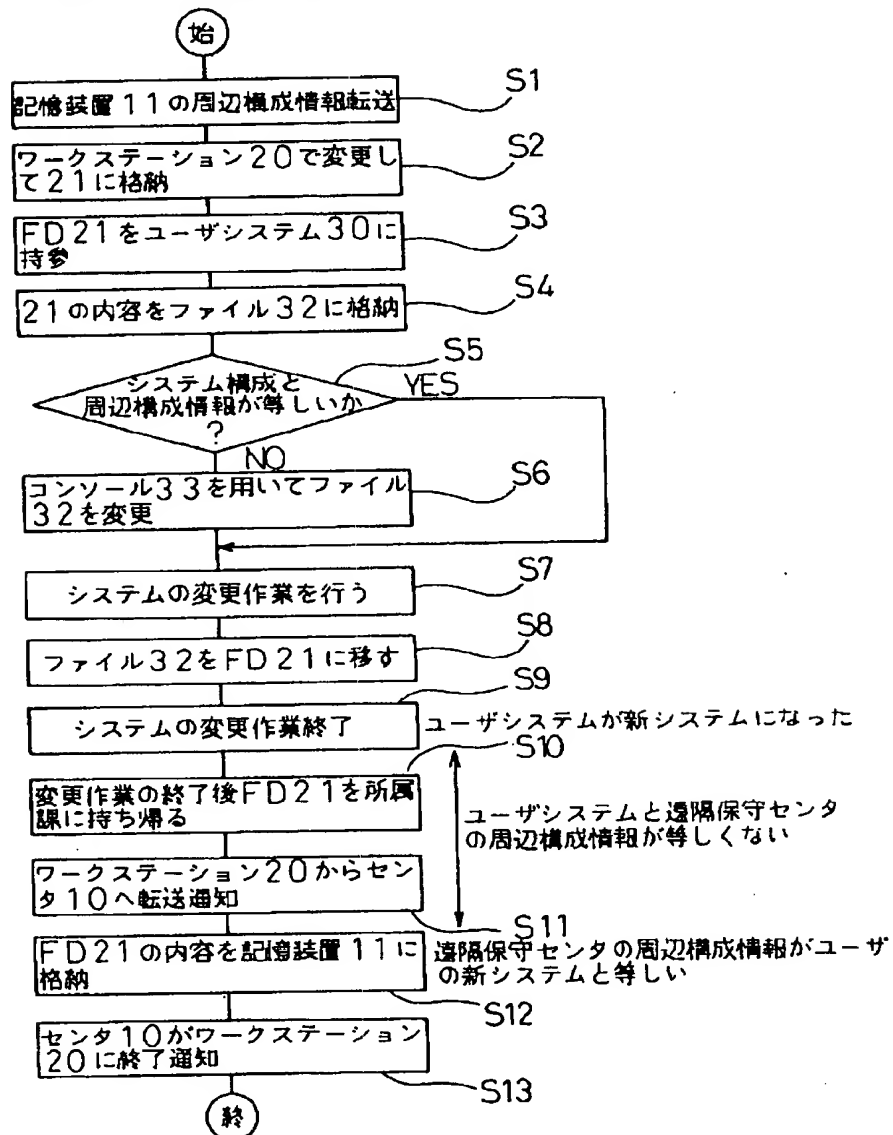 始
記憶装置11の周辺構成情報転送
S1
ワークステーション20で変更し
て21に格納
S2
FD21をユーザシステム30に
持参
S3
21の内容をファイル32に格納
S4
システム構成と
周辺構成情報が等しいか
?
S5
YES
NO
コンソール33を用いてファイル
32を変更
S6
システムの変更作業を行う
S7
ファイル32をFD21に移す
S8
システムの変更作業終了
S9
ユーザシステムが新システムになった
変更作業の終了後FD21を所属
課に持ち帰る
S10
ユーザシステムと遠隔保守センタ
の周辺構成情報が等しくない
ワークステーション20からセン
タ10へ転送通知
S11
FD21の内容を記憶装置11に
格納
S12
遠隔保守センタの周辺構成情報がユーザ
の新システムと等しい
センタ10がワークステーション
20に終了通知
S13
終